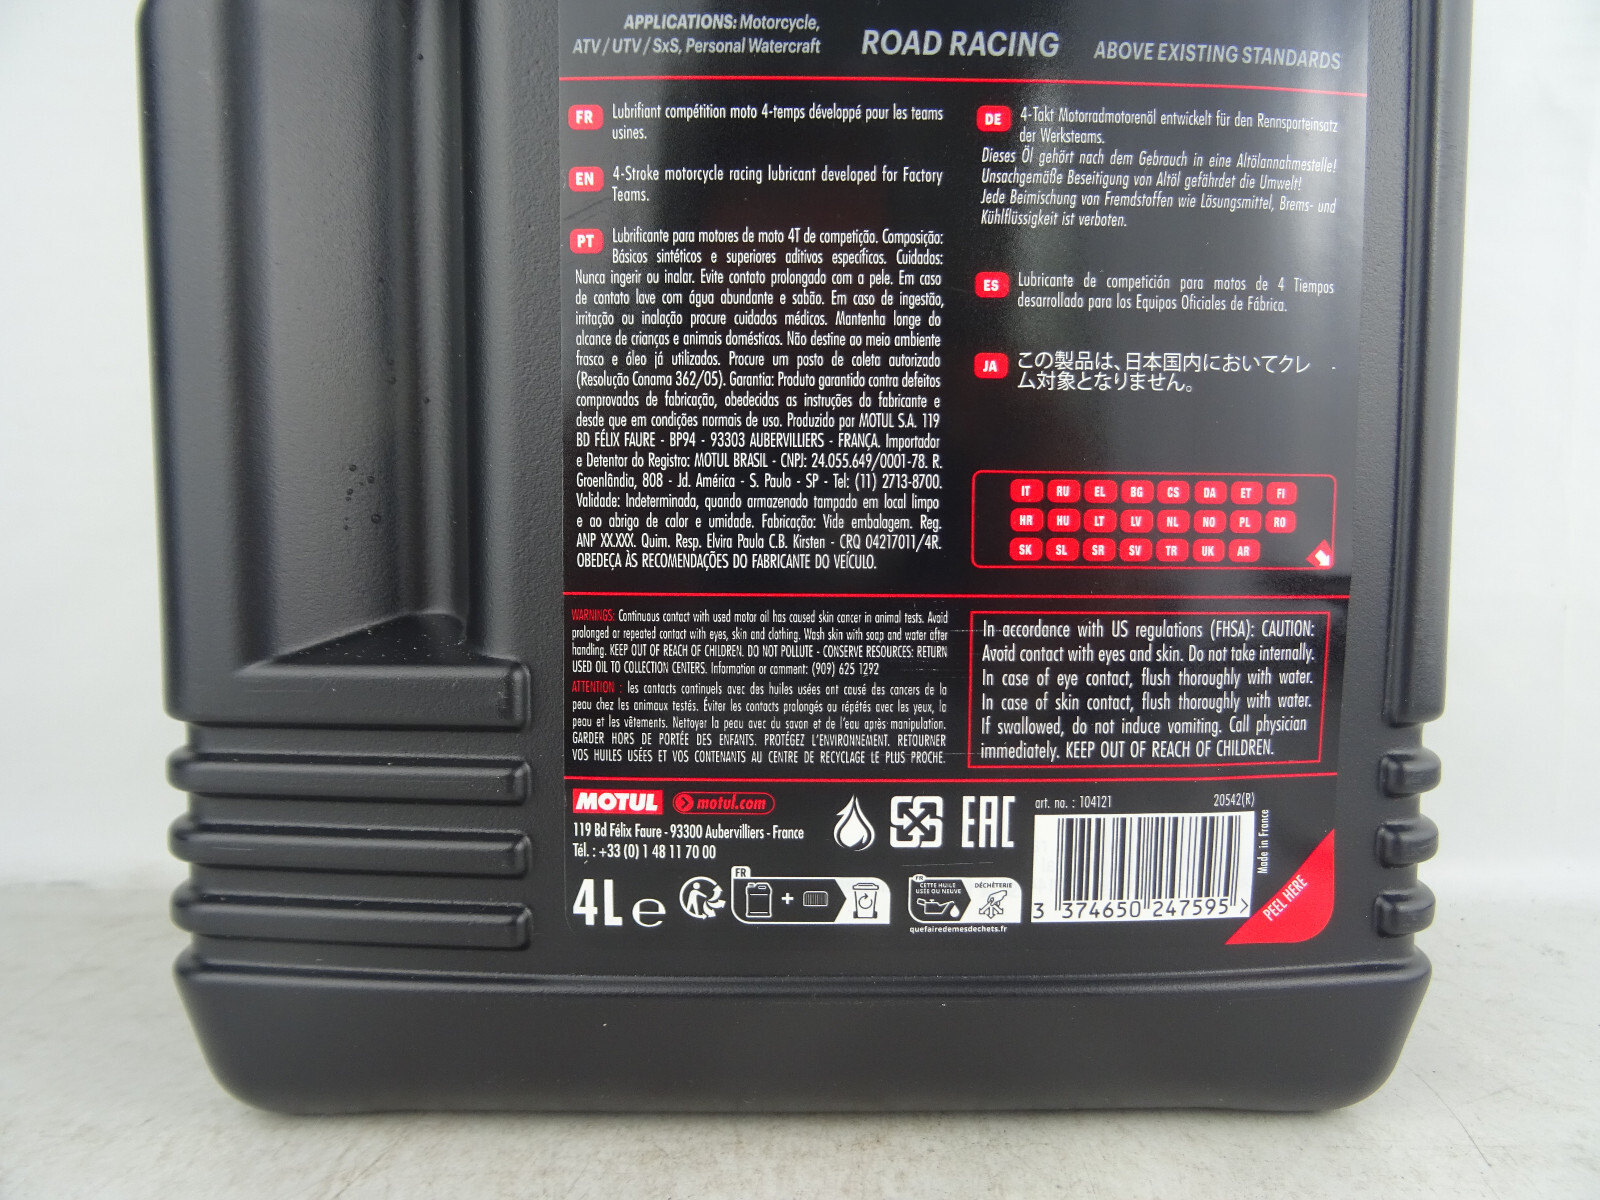 APPLICATIONS: Motorcycle,
ATV / UTV / SxS, Personal Watercraft
ROAD RACING
ABOVE EXISTING STANDARDS
FR
Lubrifiant compétition moto 4-temps développé pour les teams
usines.
EN
4-Stroke motorcycle racing lubricant developed for Factory
Teams.
PT
Lubrificante para motores de moto 4T de competição. Composição:
Básicos sintéticos e superiores aditivos específicos. Cuidados:
Nunca ingerir ou inalar. Evite contato prolongado com a pele. Em caso
de contato lave com água abundante e sabão. Em caso de ingestão,
irritação ou inalação procure cuidados médicos. Mantenha longe do
alcance de crianças e animais domésticos. Não destine ao meio ambiente
frasco e óleo já utilizados. Procure um posto de coleta autorizado
(Resolução Conama 362/05). Garantia: Produto garantido contra defeitos
comprovados de fabricação, obedecidas as instruções do fabricante e
desde que em condições normais de uso. Produzido por MOTUL S.A. 119
BD FÉLIX FAURE - BP94 - 93303 AUBERVILLIERS - FRANÇA. Importador
e Detentor do Registro: MOTUL BRASIL - CNPJ: 24.055.649/0001-78. R.
Groenlândia, 808 - Jd. América - S. Paulo - SP - Tel: (11) 2713-8700.
Validade: Indeterminada, quando armazenado tampado em local limpo
e ao abrigo de calor e umidade. Fabricação: Vide embalagem. Reg.
ANP XX.XXX. Quim. Resp. Elvira Paula C.B. Kirsten - CRQ 04217011/4R.
OBEDEÇA ÀS RECOMENDAÇÕES DO FABRICANTE DO VEÍCULO.
DE
4-Takt Motorradmotorenöl entwickelt für den Rennsporteinsatz
der Werksteams.
Dieses Öl gehört nach dem Gebrauch in eine Altölannahmestelle!
Unsachgemäße Beseitigung von Altöl gefährdet die Umwelt!
Jede Beimischung von Fremdstoffen wie Lösungsmittel, Brems- und
Kühlflüssigkeit ist verboten.
ES
Lubricante de competición para motos de 4 Tiempos
desarrollado para los Equipos Oficiales de Fábrica.
JA
この製品は、日本国内においてクレ
ム対象となりません。
IT RU EL BG CS DA ET FI
HR HU LT LV NL NO PL RO
SK SL SR SV TR UK AR
WARNINGS: Continuous contact with used motor oil has caused skin cancer in animal tests. Avoid
prolonged or repeated contact with eyes, skin and clothing. Wash skin with soap and water after
handling. KEEP OUT OF REACH OF CHILDREN. DO NOT POLLUTE - CONSERVE RESOURCES: RETURN
USED OIL TO COLLECTION CENTERS. Information or comment: (909) 625 1292
ATTENTION : les contacts continuels avec des huiles usées ont causé des cancers de la
peau chez les animaux testés. Éviter les contacts prolongés ou répétés avec les yeux, la
peau et les vêtements. Nettoyer la peau avec du savon et de l'eau après manipulation.
GARDER HORS DE PORTÉE DES ENFANTS. PROTÉGEZ L'ENVIRONNEMENT. RETOURNER
VOS HUILES USÉES ET VOS CONTENANTS AU CENTRE DE RECYCLAGE LE PLUS PROCHE.
In accordance with US regulations (FHSA): CAUTION:
Avoid contact with eyes and skin. Do not take internally.
In case of eye contact, flush thoroughly with water.
In case of skin contact, flush thoroughly with water.
If swallowed, do not induce vomiting. Call physician
immediately. KEEP OUT OF REACH OF CHILDREN.
MOTUL motul.com
119 Bd Félix Faure - 93300 Aubervilliers - France
Tél. : +33 (0) 1 48 11 70 00
4L e
FR
+
FR
CETTE HUILE
USÉE OU NEUVE
DÉCHÈTERIE
quefairedemesdechets.fr
EAC
art. no. : 104121
20542(R)
Made in France
3 374650 247595 >
PEEL HERE